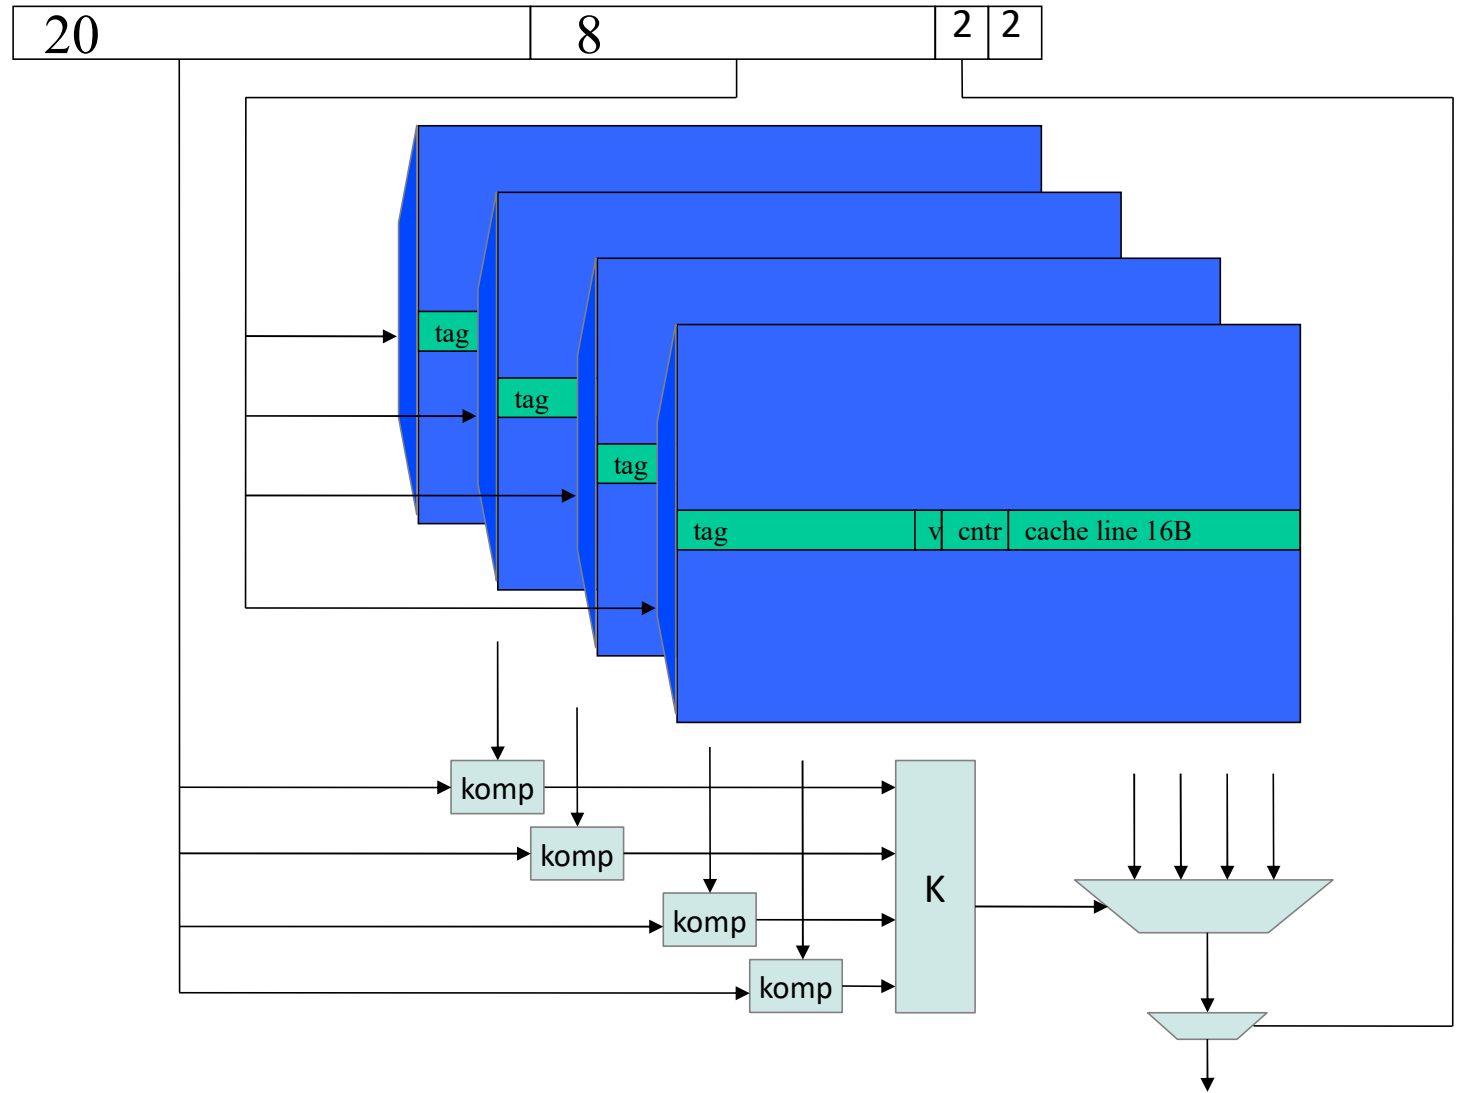 20 8 2 2
tag
tag
tag
tag v cntr cache line 16B
komp
komp
K
komp
komp